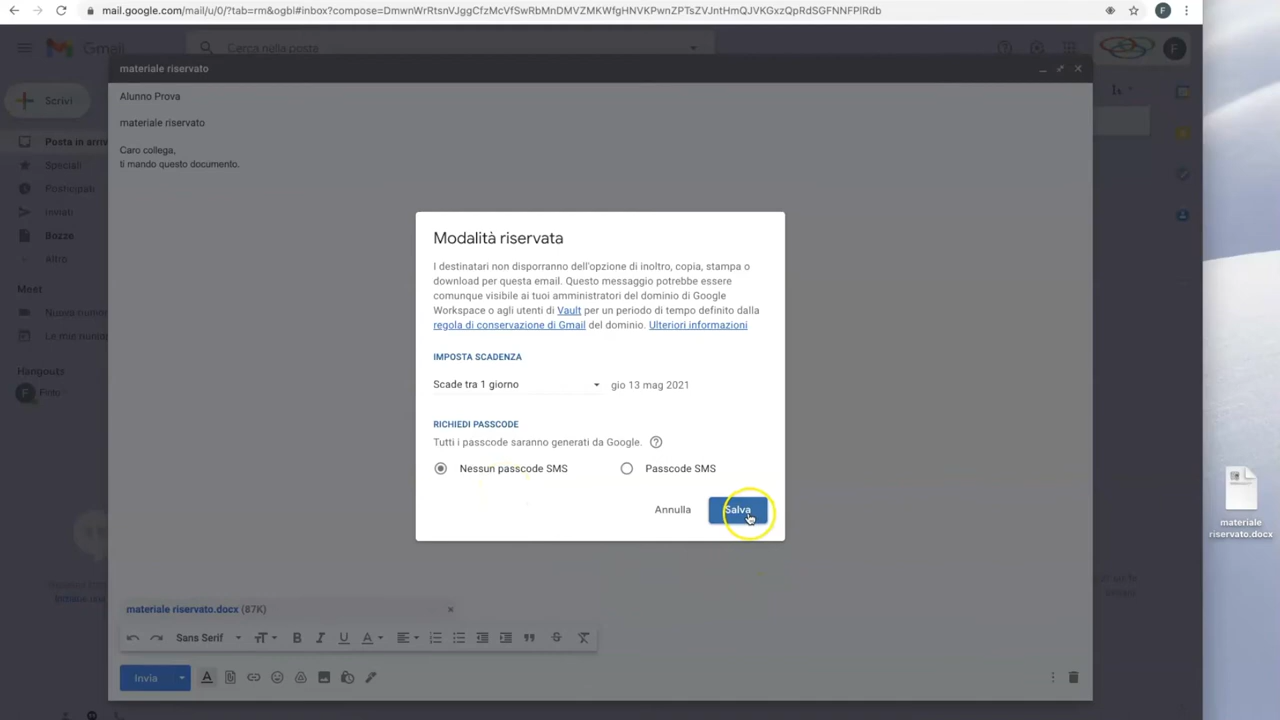 mail.google.com/mail/u/0/?tab=rm&ogbl#inbox?compose=DmwnWrRtsnVJggfzMcVfSwRbMnDMVZMKWfgHNVKPwnZPTsZVJntHmQJVKGxzQpRdSGFNNFPlRdb
F
Gmail
Cerca nella posta
F
materiale riservato
Scrivi
Alunno Prova
materiale riservato
Posta in arriv
Caro collega,
ti mando questo documento.
Speciali
Posticipati
Inviati
Bozze
Altro
Meet
Le mie riunion
Hangouts
F
Finto
Modalità riservata
I destinatari non disporranno dell'opzione di inoltro, copia, stampa o
download per questa email. Questo messaggio potrebbe essere
comunque visibile ai tuoi amministratori del dominio di Google
Workspace o agli utenti di Vault per un periodo di tempo definito dalla
regola di conservazione di Gmail del dominio. Ulteriori informazioni
IMPOSTA SCADENZA
Scade tra 1 giorno gio 13 mag 2021
RICHIEDI PASSCODE
Tutti i passcode saranno generati da Google. ?
Nessun passcode SMS Passcode SMS
Annulla Salva
materiale
riservato.docx
materiale riservato.docx (87K)
Sans Serif
Invia